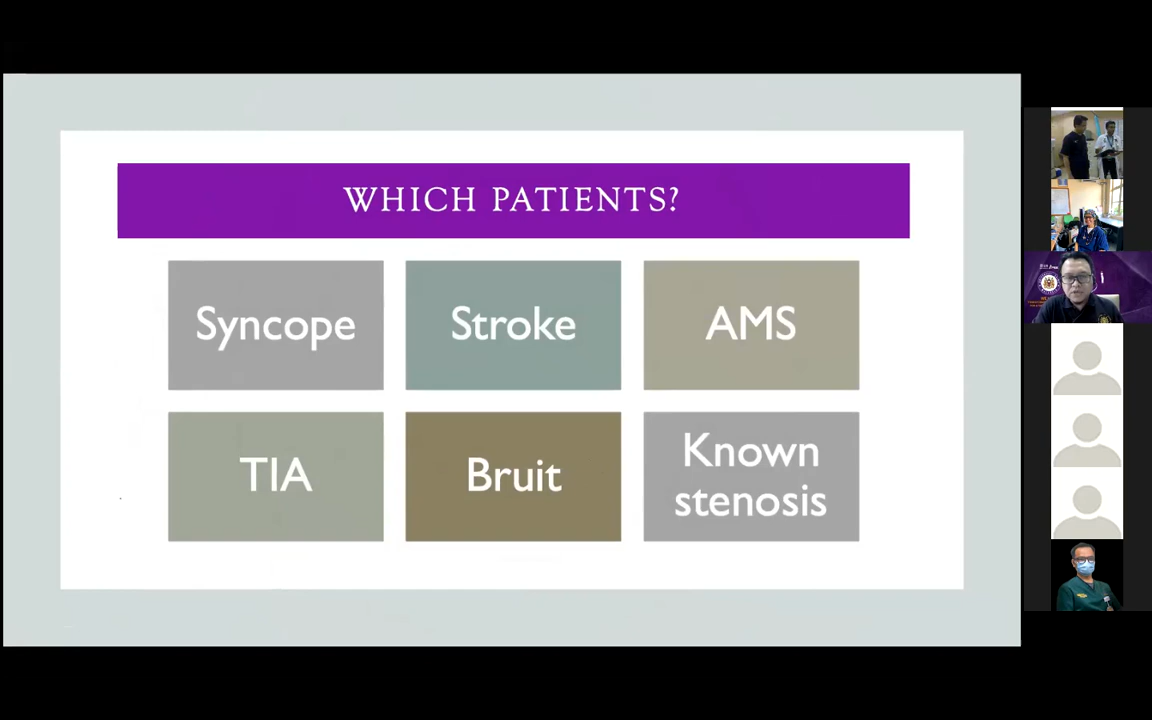 WHICH PATIENTS?
Syncope
Stroke
AMS
TIA
Bruit
Known
stenosis